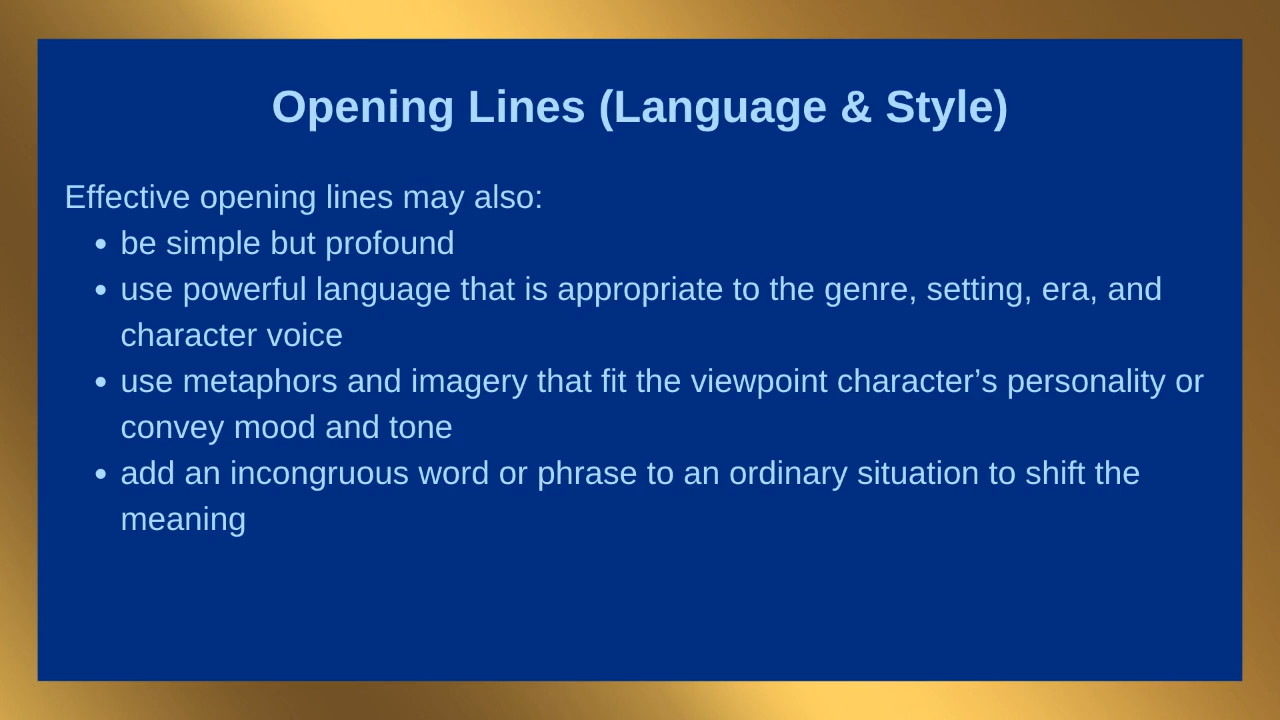 Opening Lines (Language & Style)
Effective opening lines may also:
• be simple but profound
• use powerful language that is appropriate to the genre, setting, era, and
character voice
• use metaphors and imagery that fit the viewpoint character’s personality or
convey mood and tone
• add an incongruous word or phrase to an ordinary situation to shift the
meaning